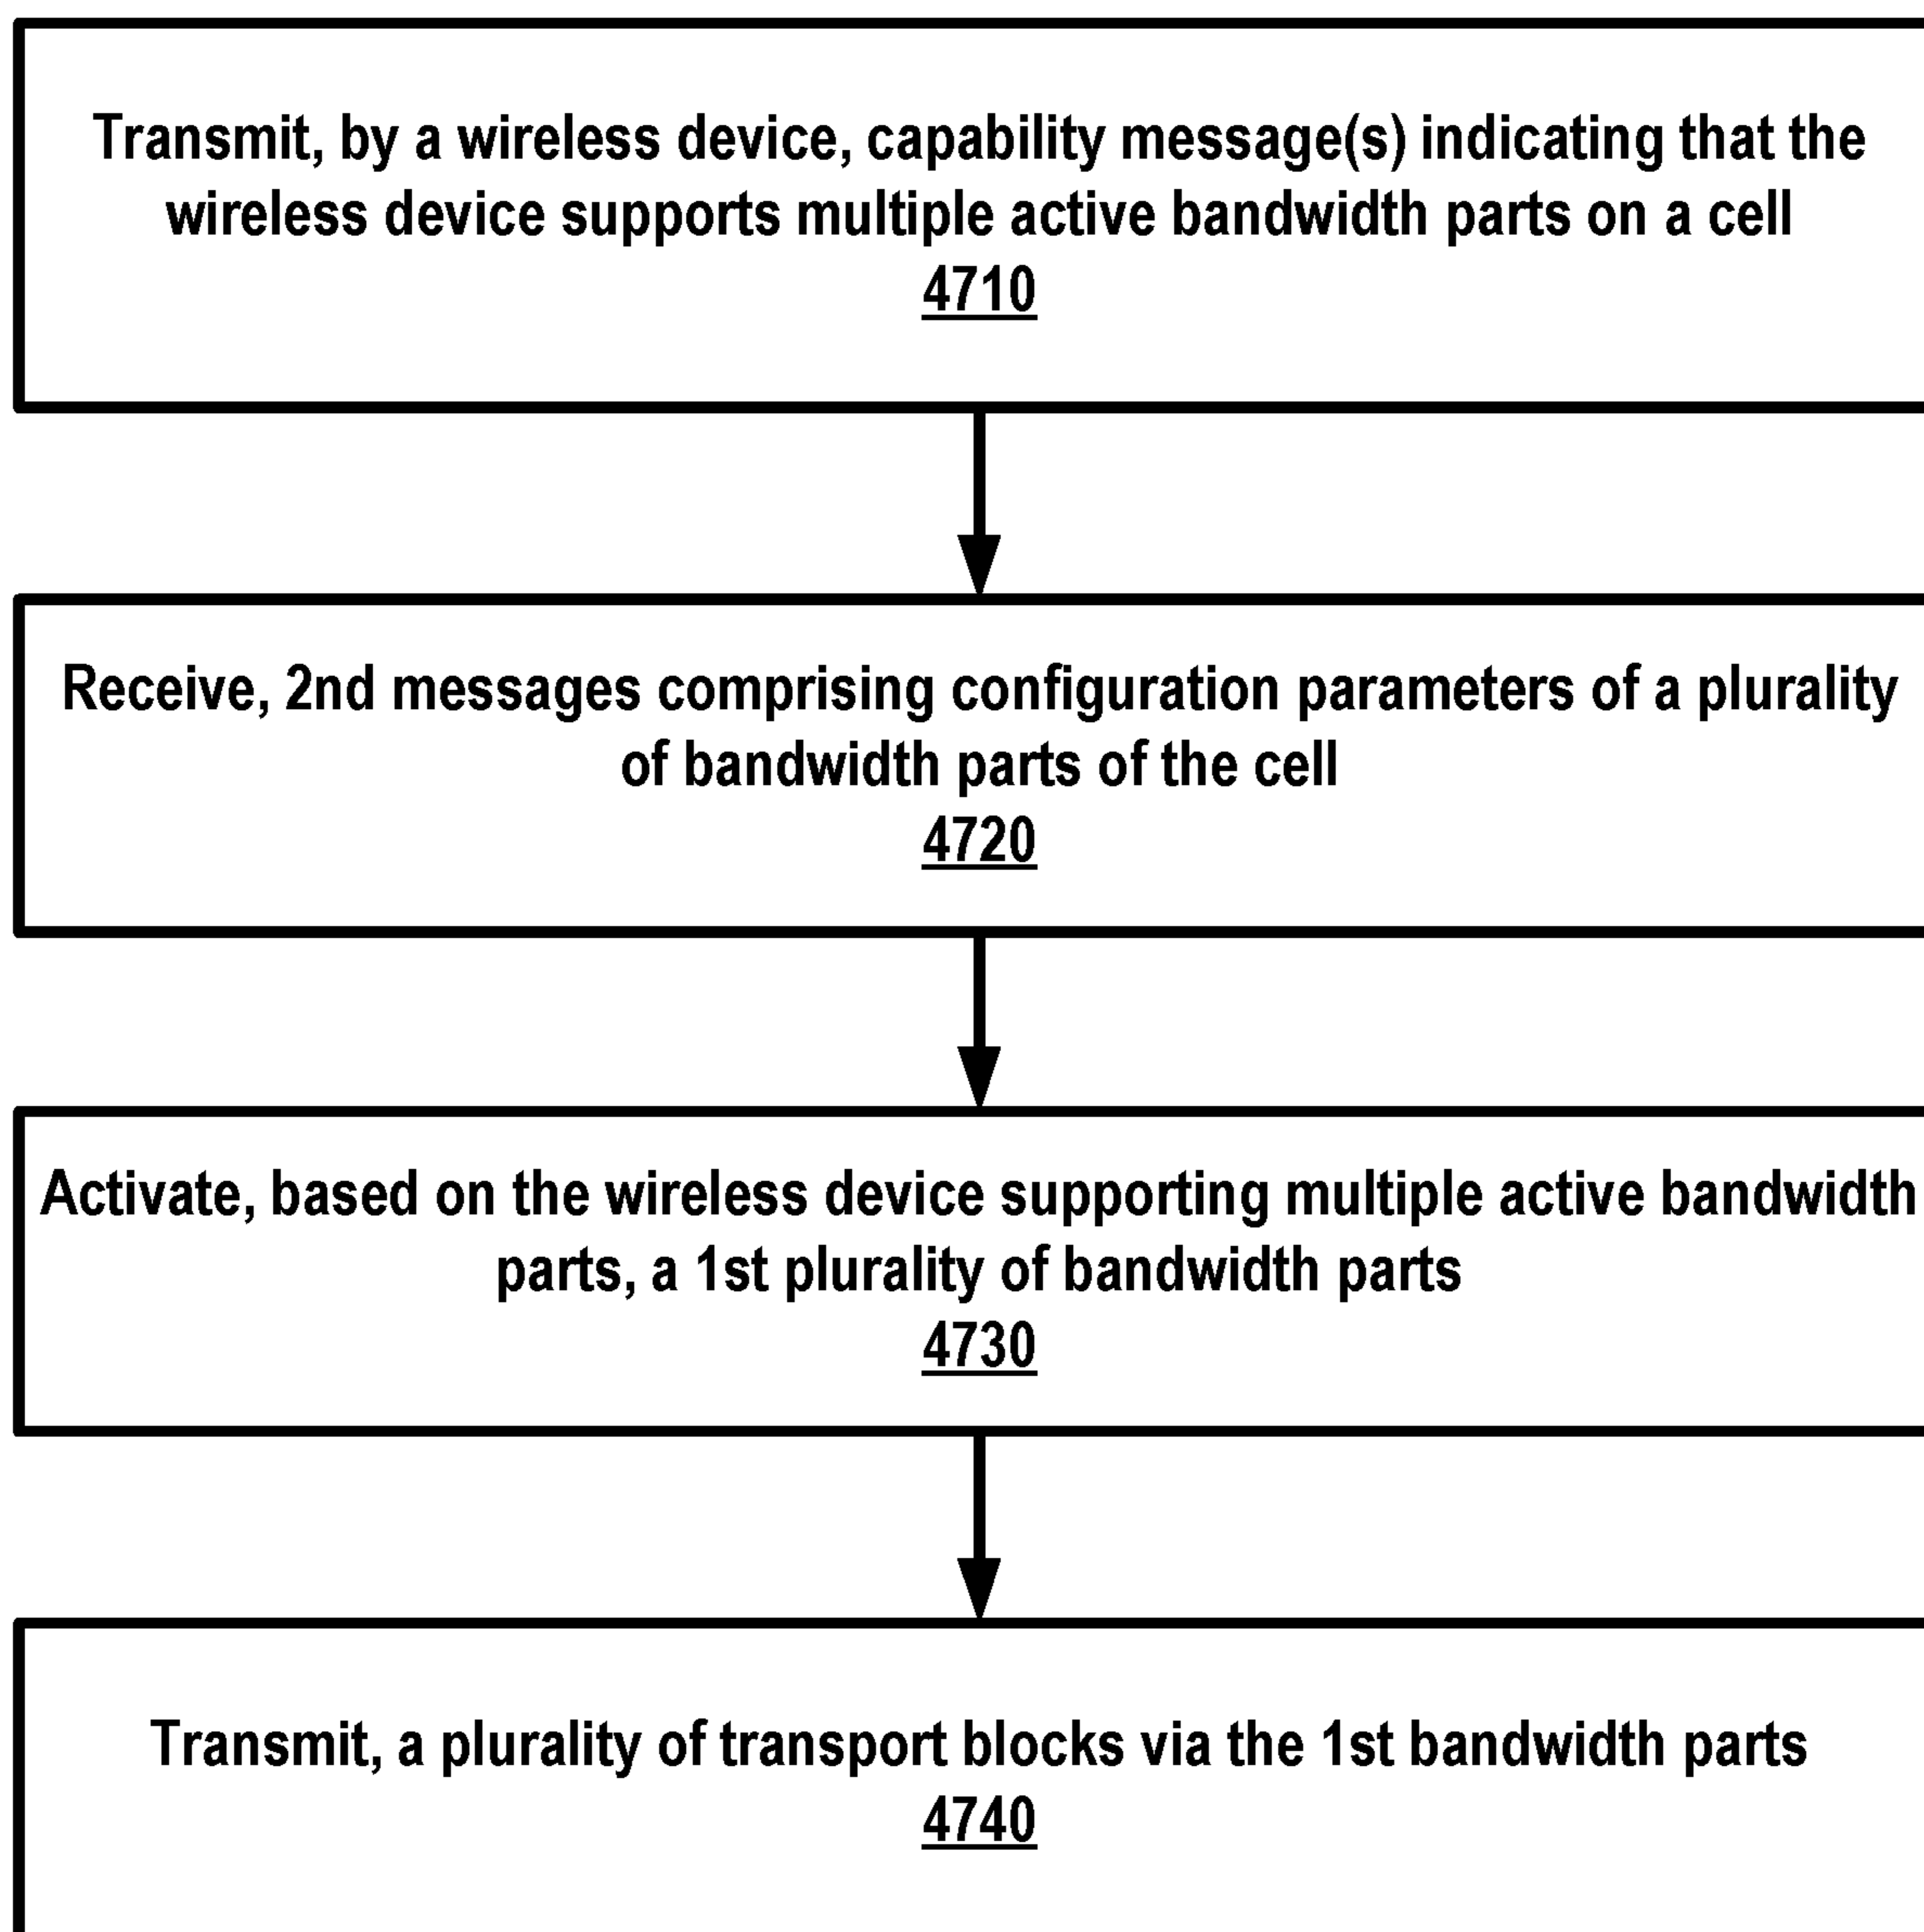 Transmit, by a wireless device, capability message(s) indicating that the
wireless device supports multiple active bandwidth parts on a cell
4710
Receive, 2nd messages comprising configuration parameters of a plurality
of bandwidth parts of the cell
4720
Activate, based on the wireless device supporting multiple active bandwidth
parts, a 1st plurality of bandwidth parts
4730
Transmit, a plurality of transport blocks via the 1st bandwidth parts
4740